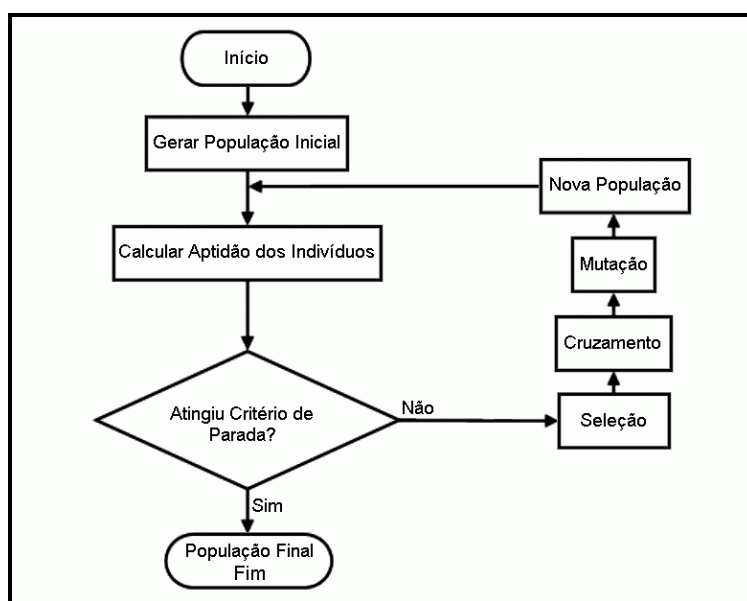 Início
Gerar População Inicial
Nova População
Calcular Aptidão dos Indivíduos
Mutação
Cruzamento
Atingiu Critério de
Parada?
Não
Seleção
Sim
População Final
Fim